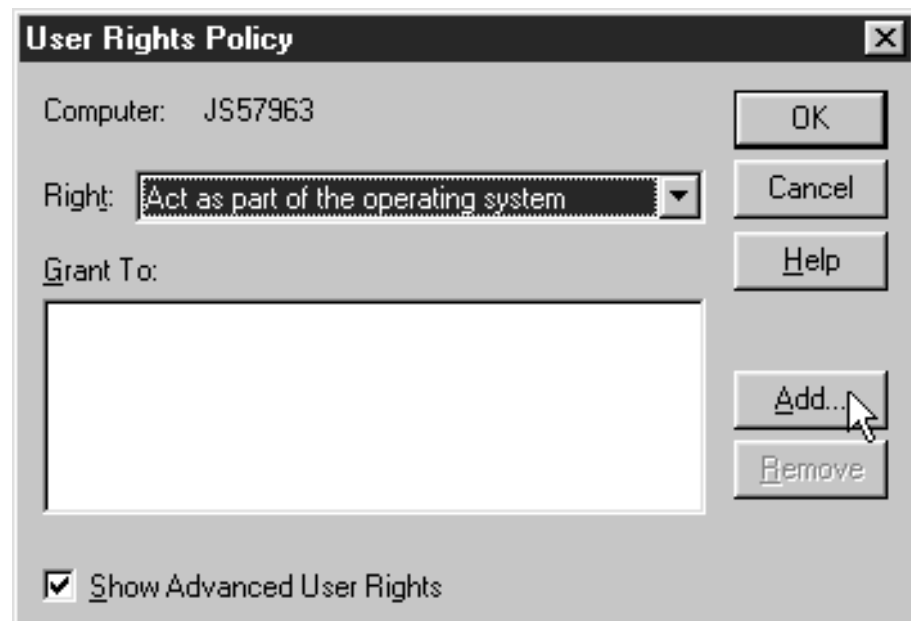 User Rights Policy
Computer: JS57963
OK
Right: Act as part of the operating system
Cancel
Grant To:
Help
Add...
Remove
Show Advanced User Rights